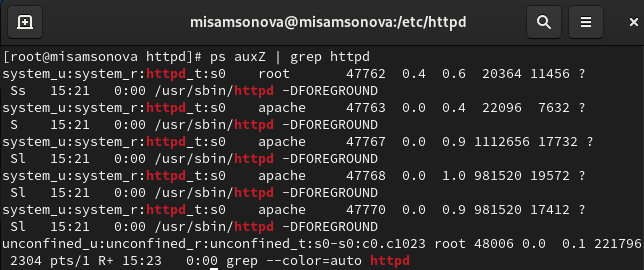 misamsonova@misamsonova:/etc/httpd
[root@misamsonova httpd]# ps auxZ | grep httpd
system_u:system_r:httpd_t:s0    root       47762  0.4  0.6  20364 11456 ?
 Ss   15:21   0:00 /usr/sbin/httpd -DFOREGROUND
system_u:system_r:httpd_t:s0    apache     47763  0.0  0.4  22096  7632 ?
 S    15:21   0:00 /usr/sbin/httpd -DFOREGROUND
system_u:system_r:httpd_t:s0    apache     47767  0.0  0.9 1112656 17732 ?
 Sl   15:21   0:00 /usr/sbin/httpd -DFOREGROUND
system_u:system_r:httpd_t:s0    apache     47768  0.0  1.0 981520 19572 ?
 Sl   15:21   0:00 /usr/sbin/httpd -DFOREGROUND
system_u:system_r:httpd_t:s0    apache     47770  0.0  0.9 981520 17412 ?
 Sl   15:21   0:00 /usr/sbin/httpd -DFOREGROUND
unconfined_u:unconfined_r:unconfined_t:s0-s0:c0.c1023 root 48006 0.0  0.1 221796
 2304 pts/1 R+ 15:23   0:00 grep --color=auto httpd